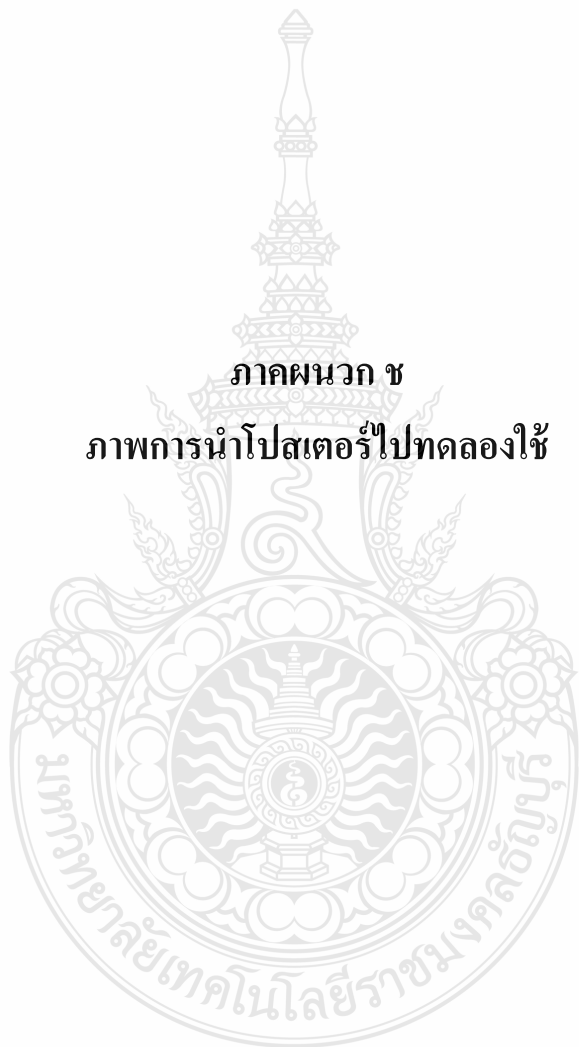 ภาคผนวก ช
ภาพการนำโปสเตอร์ไปทดลองใช้
มหาวิทยาลัยเทคโนโลยีราชมงคลธัญบุรี